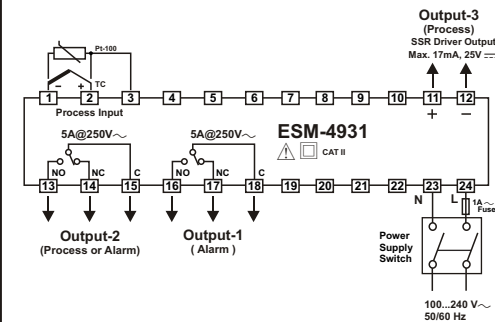 Output-3
(Process)
SSR Driver Output
Max. 17mA, 25V
Pt-100
− + TC
1 2 3 4 5 6 7 8 9 10 11 12
Process Input
+ −
5A@250V～ 5A@250V～
ESM-4931
CAT II
NO NC C NO NC C
13 14 15 16 17 18 19 20 21 22 23 24
N L
1A～
Fuse
Output-2
(Process or Alarm)
Output-1
( Alarm )
Power
Supply
Switch
100...240 V～
50/60 Hz